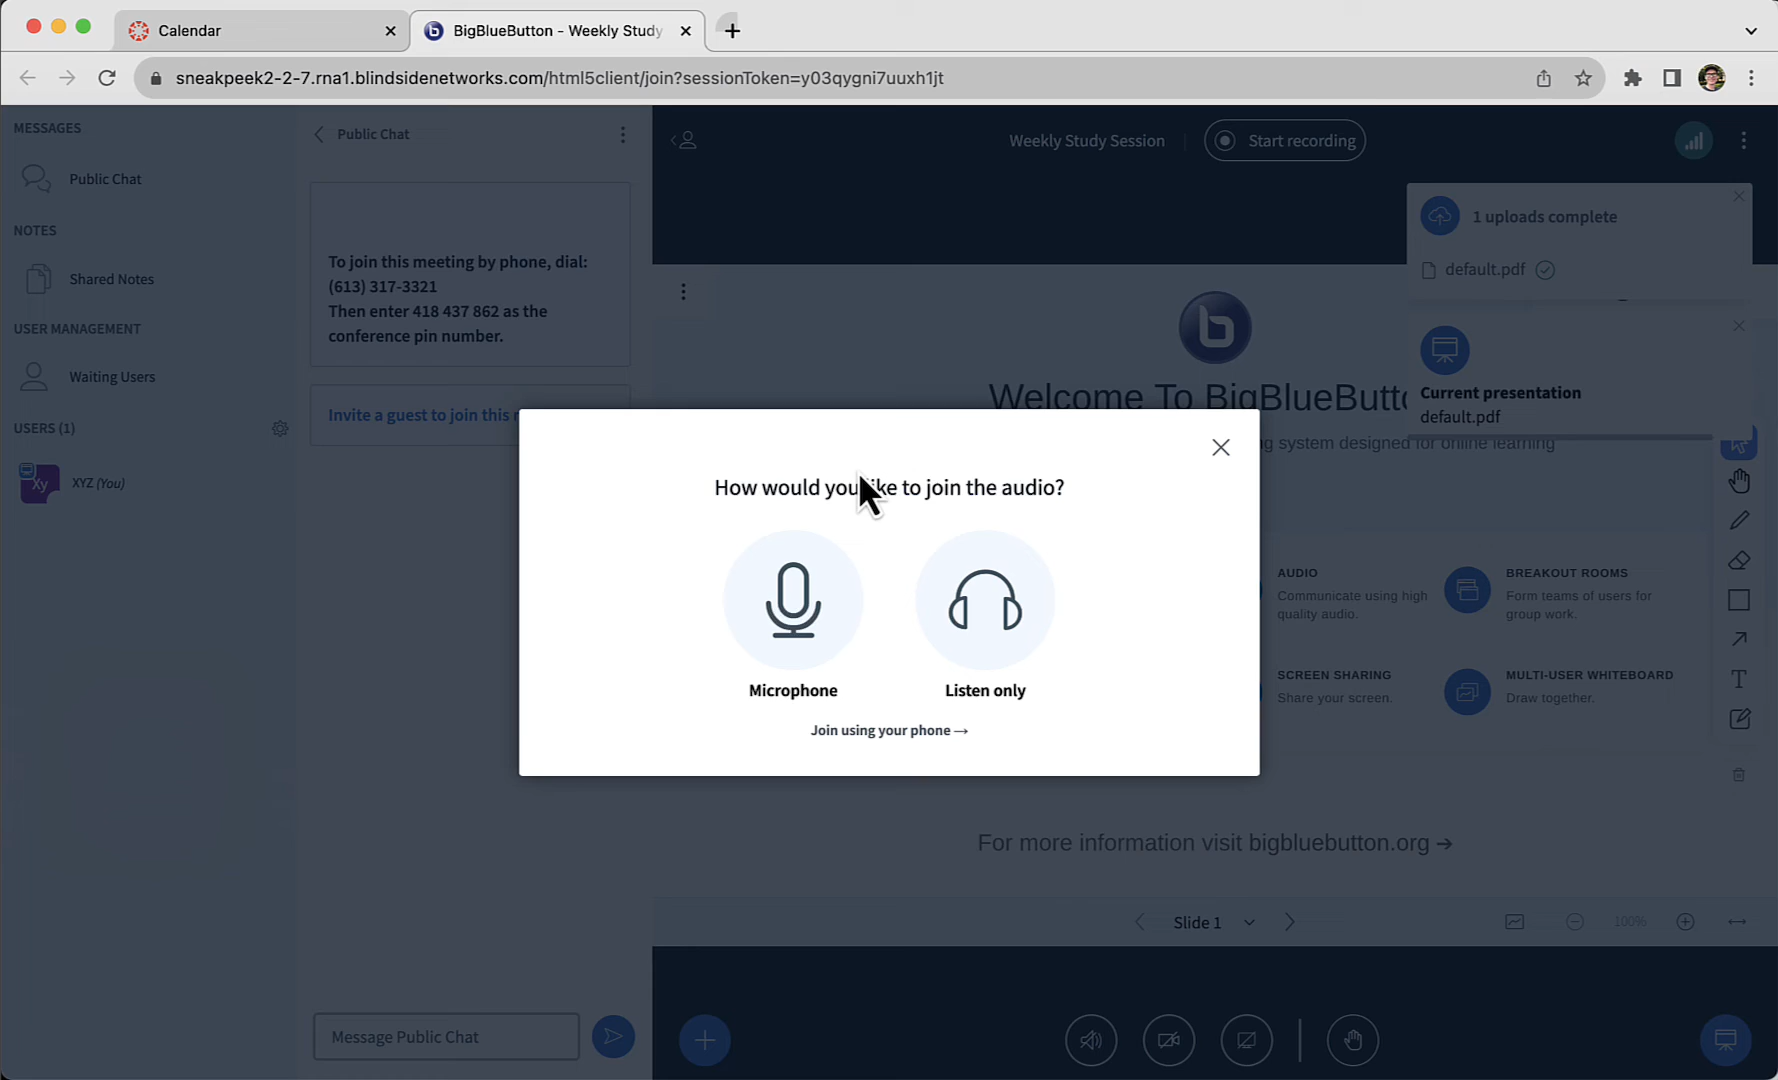 Calendar
BigBlueButton - Weekly Study
sneakpeek2-2-7.rna1.blindsidenetworks.com/html5client/join?sessionToken=y03qygni7uuxh1jt
MESSAGES
Public Chat
NOTES
Shared Notes
USER MANAGEMENT
Waiting Users
USERS (1)
Xy
XYZ (You)
Public Chat
To join this meeting by phone, dial:
(613) 317-3321
Then enter 418 437 862 as the
conference pin number.
Invite a guest to join this
Message Public Chat
Weekly Study Session
Start recording
1 uploads complete
default.pdf
Current presentation
default.pdf
Welcome To BigBlueButto
system designed for online learning
How would you like to join the audio?
Microphone
Listen only
Join using your phone →
AUDIO
Communicate using high
quality audio.
BREAKOUT ROOMS
Form teams of users for
group work.
SCREEN SHARING
Share your screen.
MULTI-USER WHITEBOARD
Draw together.
For more information visit bigbluebutton.org →
Slide 1
100%